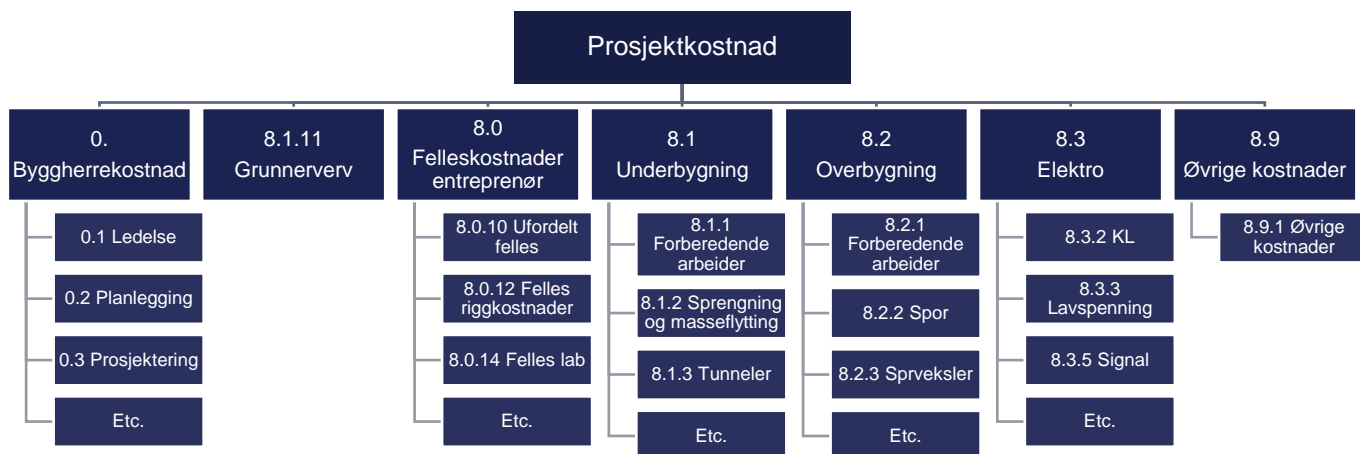 Prosjektkostnad
0.
Byggherrekostnad
0.1 Ledelse
0.2 Planlegging
0.3 Prosjektering
Etc.
8.1.11
Grunnerverv
8.0
Felleskostnader
entreprenør
8.0.10 Ufordelt
felles
8.0.12 Felles
riggkostnader
8.0.14 Felles lab
Etc.
8.1
Underbygning
8.1.1
Forberedende
arbeider
8.1.2 Sprengning
og masseflytting
8.1.3 Tunneler
Etc.
8.2
Overbygning
8.2.1
Forberedende
arbeider
8.2.2 Spor
8.2.3 Sprveksler
Etc.
8.3
Elektro
8.3.2 KL
8.3.3
Lavspenning
8.3.5 Signal
Etc.
8.9
Øvrige kostnader
8.9.1 Øvrige
kostnader